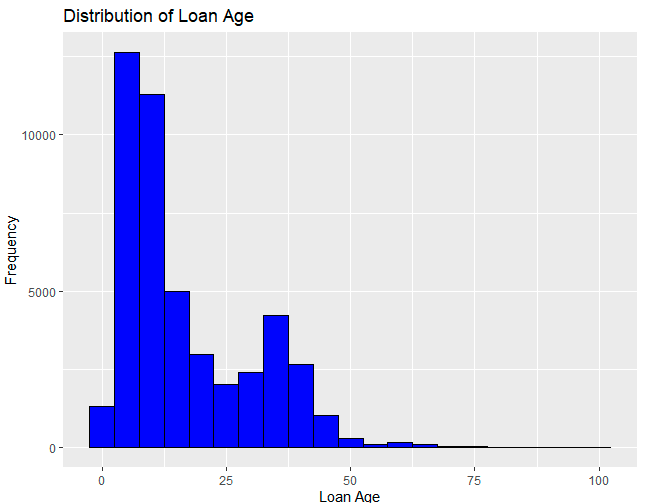 Distribution of Loan Age
Frequency
10000
5000
0
0 25 50 75 100
Loan Age